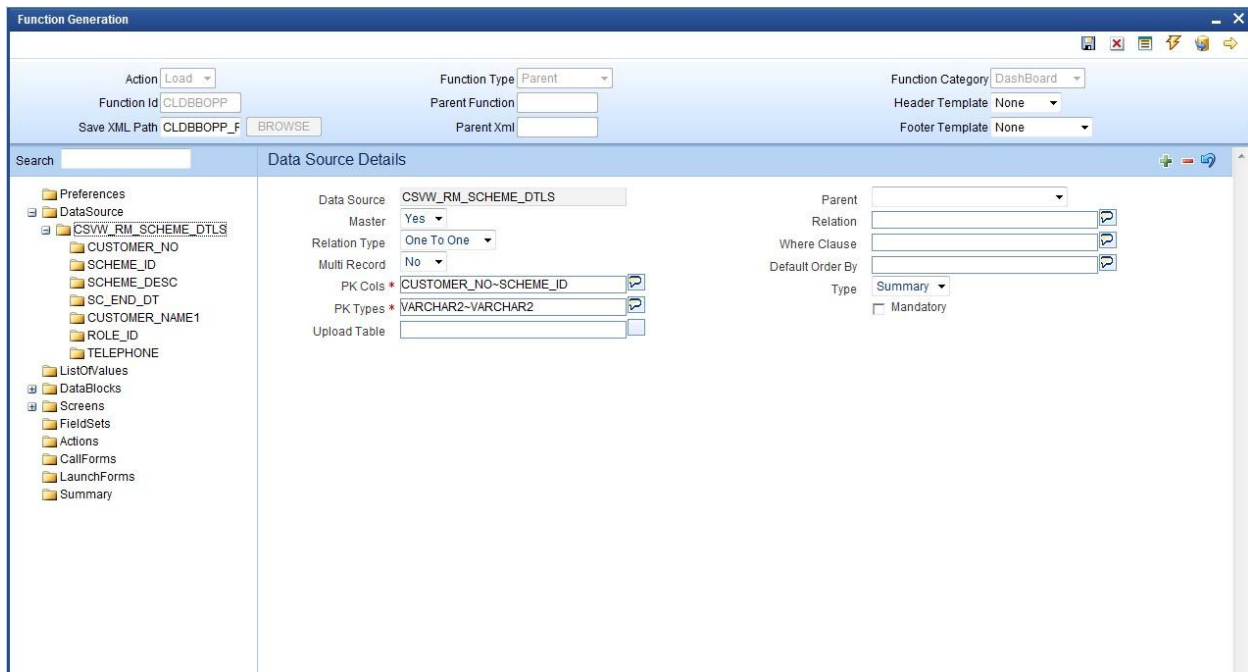 Function Generation
Action Load Function Type Parent Function Category DashBoard
Function Id CLDBBOPP Parent Function Header Template None
Save XML Path CLDBBOPP_F BROWSE Parent Xml Footer Template None
Search Data Source Details
Preferences
DataSource
CSVW_RM_SCHEME_DTLS
CUSTOMER_NO
SCHEME_ID
SCHEME_DESC
SC_END_DT
CUSTOMER_NAME1
ROLE_ID
TELEPHONE
ListOfValues
DataBlocks
Screens
FieldSets
Actions
CallForms
LaunchForms
Summary
Data Source CSVW_RM_SCHEME_DTLS Parent
Master Yes Relation
Relation Type One To One Where Clause
Multi Record No Default Order By
PK Cols * CUSTOMER_NO~SCHEME_ID Type Summary
PK Types * VARCHAR2~VARCHAR2 Mandatory
Upload Table